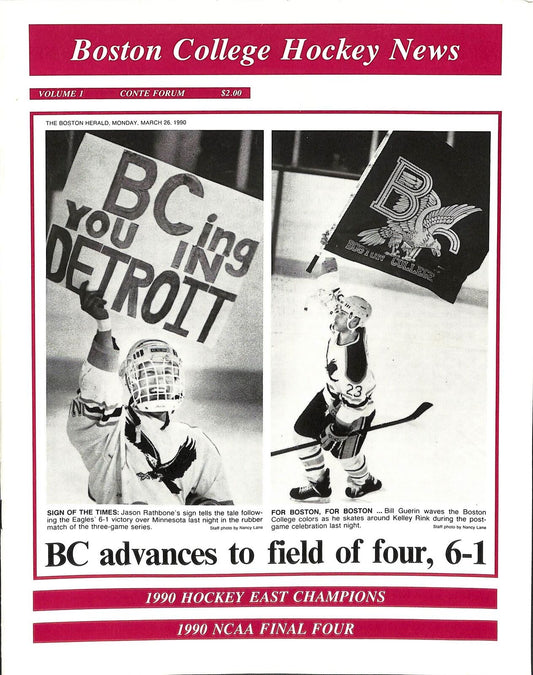 Boston College Hockey News
VOLUME 1 CONTE FORUM $2.00
THE BOSTON HERALD, MONDAY, MARCH 26, 1990
BCing
YOU IN
DETROIT
BC
BOSTON COLLEGE
23
SIGN OF THE TIMES: Jason Rathbone's sign tells the tale follow-
ing the Eagles' 6-1 victory over Minnesota last night in the rubber
match of the three-game series.
Staff photo by Nancy Lane
FOR BOSTON, FOR BOSTON ... Bill Guerin waves the Boston
College colors as he skates around Kelley Rink during the post-
game celebration last night.
Staff photo by Nancy Lane
BC advances to field of four, 6-1
1990 HOCKEY EAST CHAMPIONS
1990 NCAA FINAL FOUR